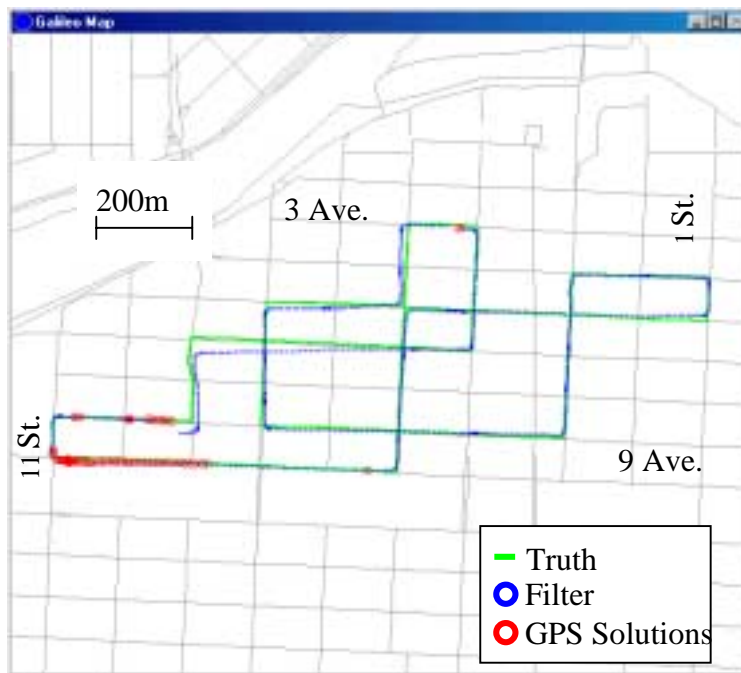 Galileo Map
200m
3 Ave.
1 St.
11 St.
9 Ave.
Truth
Filter
GPS Solutions